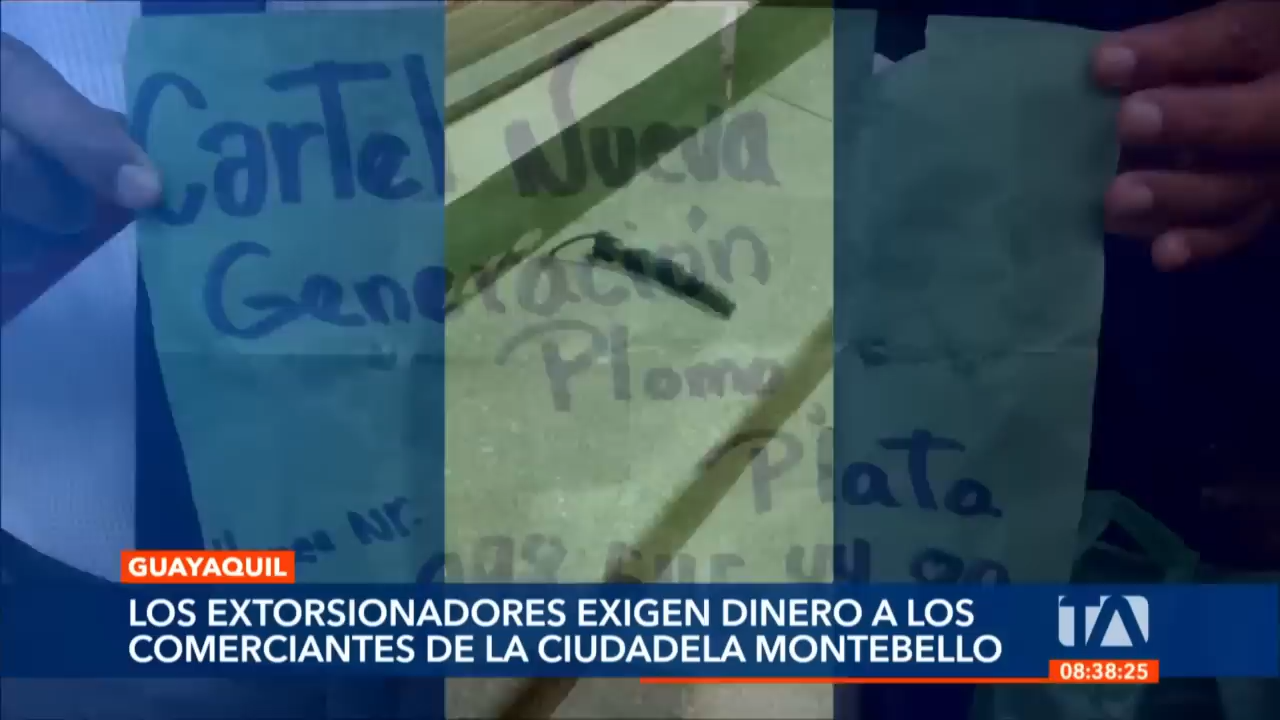 Cartel Nueva
Generación
Plomo
Plata
Nr.
GUAYAQUIL
LOS EXTORSIONADORES EXIGEN DINERO A LOS
COMERCIANTES DE LA CIUDADELA MONTEBELLO
TA
08:38:25